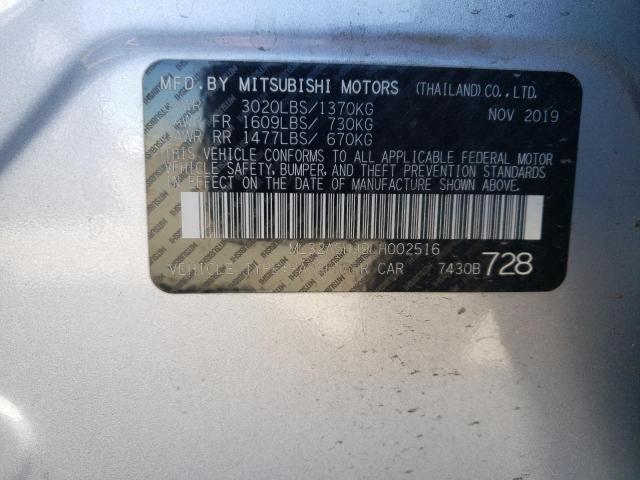 MFD.BY MITSUBISHI MOTORS (THAILAND) CO.,LTD.
3020LBS/1370KG NOV 2019
FR 1609LBS/ 730KG
RR 1477LBS/ 670KG
THIS VEHICLE CONFORMS TO ALL APPLICABLE FEDERAL MOTOR
VEHICLE SAFETY, BUMPER, AND THEFT PREVENTION STANDARDS
IN EFFECT ON THE DATE OF MANUFACTURE SHOWN ABOVE.
VEHICLE CAR 7430B 728